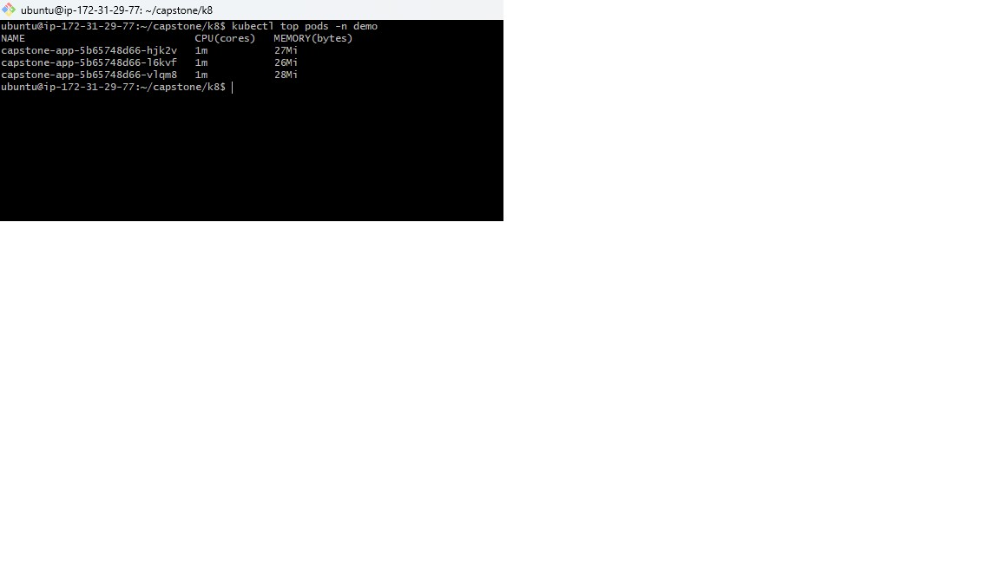 ubuntu@ip-172-31-29-77: ~/capstone/k8
ubuntu@ip-172-31-29-77:~/capstone/k8$ kubectl top pods -n demo
NAME CPU(cores) MEMORY(bytes)
capstone-app-5b65748d66-hjk2v 1m 27Mi
capstone-app-5b65748d66-l6kvf 1m 26Mi
capstone-app-5b65748d66-vlqm8 1m 28Mi
ubuntu@ip-172-31-29-77:~/capstone/k8$